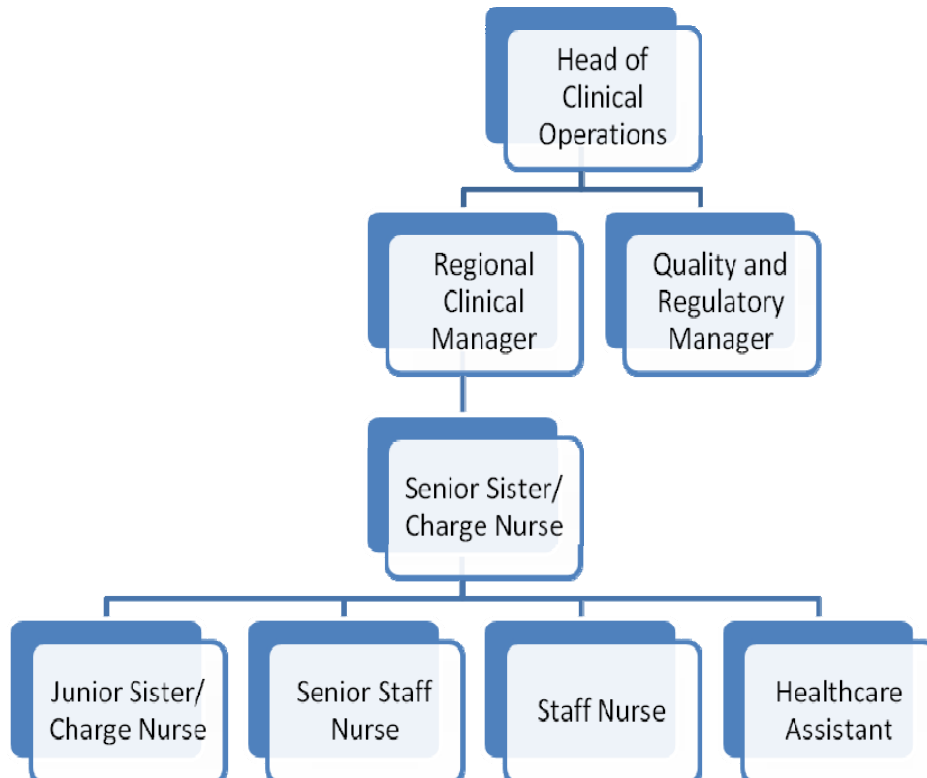 Head of
Clinical
Operations
Regional
Clinical
Manager
Quality and
Regulatory
Manager
Senior Sister/
Charge Nurse
Junior Sister/
Charge Nurse
Senior Staff
Nurse
Staff Nurse
Healthcare
Assistant